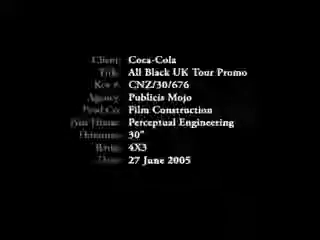 Client: Coca-Cola
Title: All Black UK Tour Promo
Key #: CNZ/30/676
Agency: Publicis Mojo
Prod Co: Film Construction
Perceptual Engineering
Duration: 30"
Ratio: 4X3
Date: 27 June 2005